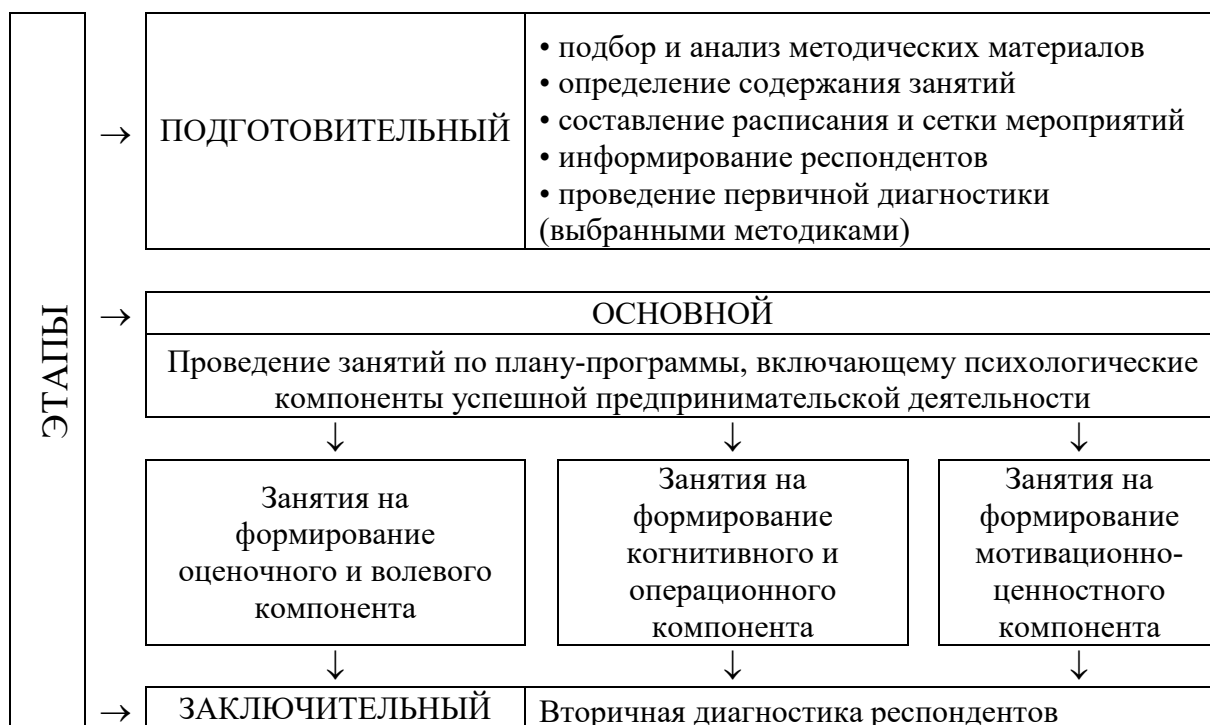 ЭТАПЫ
→
ПОДГОТОВИТЕЛЬНЫЙ
• подбор и анализ методических материалов
• определение содержания занятий
• составление расписания и сетки мероприятий
• информирование респондентов
• проведение первичной диагностики
(выбранными методиками)
→
ОСНОВНОЙ
Проведение занятий по плану-программы, включающему психологические
компоненты успешной предпринимательской деятельности
↓ ↓ ↓
Занятия на
формирование
оценочного и волевого
компонента
Занятия на
формирование
когнитивного и
операционного
компонента
Занятия на
формирование
мотивационно-
ценностного
компонента
↓ ↓ ↓
→
ЗАКЛЮЧИТЕЛЬНЫЙ
Вторичная диагностика респондентов